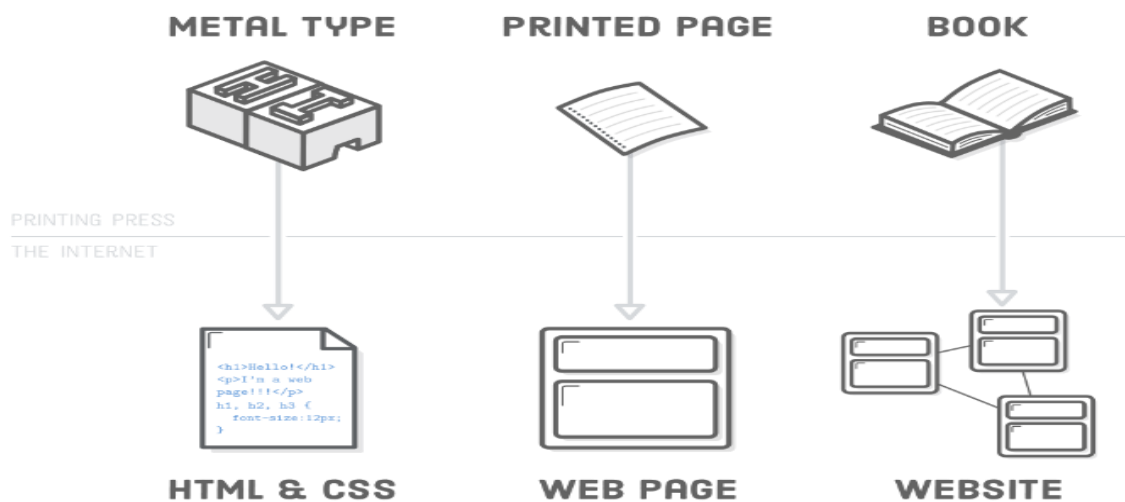 METAL TYPE
PRINTED PAGE
BOOK
HI
PRINTING PRESS
THE INTERNET
<h1>Hello!</h1>
<p>I'm a web
page!!!</p>
h1, h2, h3 {
font-size:12px;
}
HTML & CSS
WEB PAGE
WEBSITE